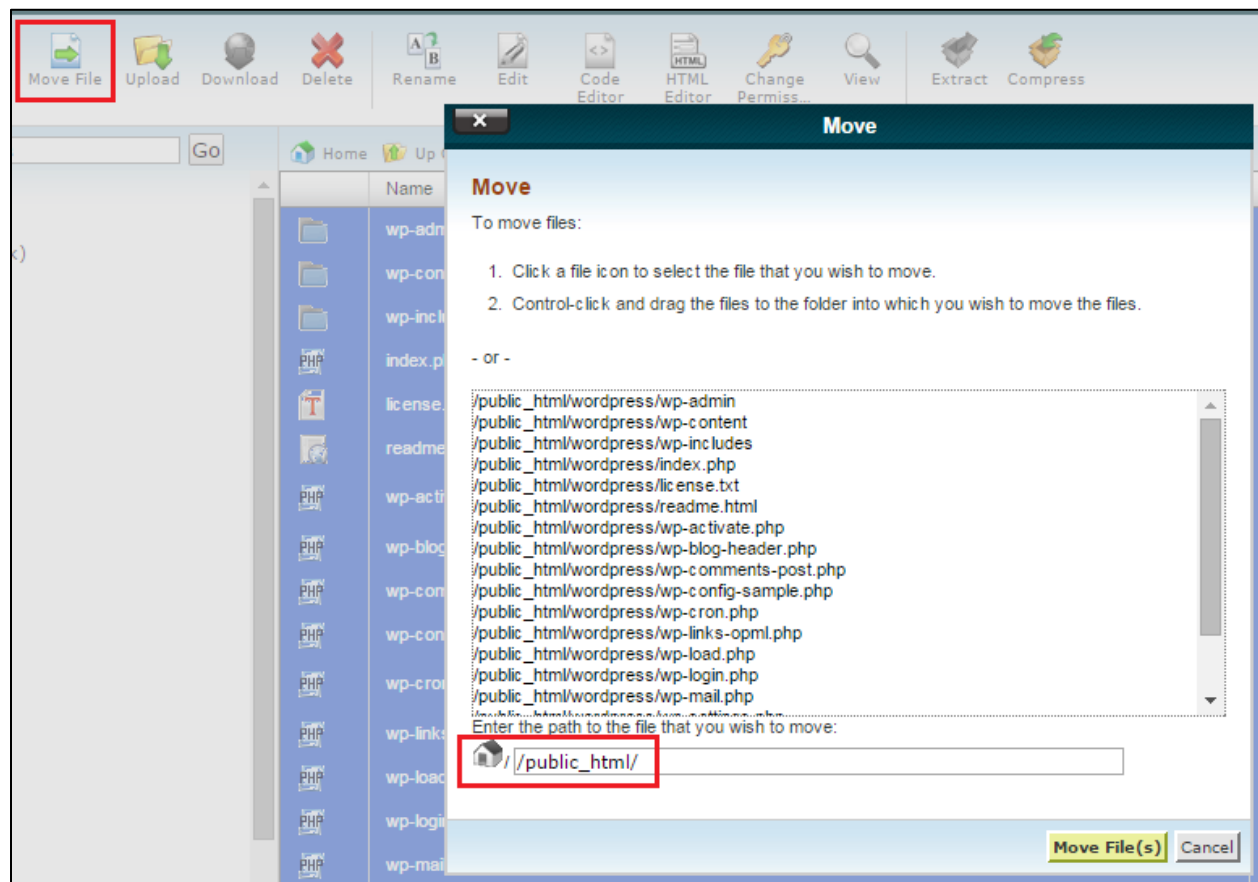 Move File Upload Download Delete Rename Edit Code Editor HTML Editor Change Permiss... View Extract Compress
Move
Go
Home Up
Name
wp-adm
wp-con
wp-inclu
index.p
license.
readme
wp-acti
wp-blog
wp-com
wp-con
wp-cron
wp-links
wp-load
wp-logi
wp-mai
Move
To move files:
1. Click a file icon to select the file that you wish to move.
2. Control-click and drag the files to the folder into which you wish to move the files.
- or -
/public_html/wordpress/wp-admin
/public_html/wordpress/wp-content
/public_html/wordpress/wp-includes
/public_html/wordpress/index.php
/public_html/wordpress/license.txt
/public_html/wordpress/readme.html
/public_html/wordpress/wp-activate.php
/public_html/wordpress/wp-blog-header.php
/public_html/wordpress/wp-comments-post.php
/public_html/wordpress/wp-config-sample.php
/public_html/wordpress/wp-cron.php
/public_html/wordpress/wp-links-opml.php
/public_html/wordpress/wp-load.php
/public_html/wordpress/wp-login.php
/public_html/wordpress/wp-mail.php
/public_html/wordpress/wp-settings.php
Enter the path to the file that you wish to move:
/ /public_html/
Move File(s) Cancel